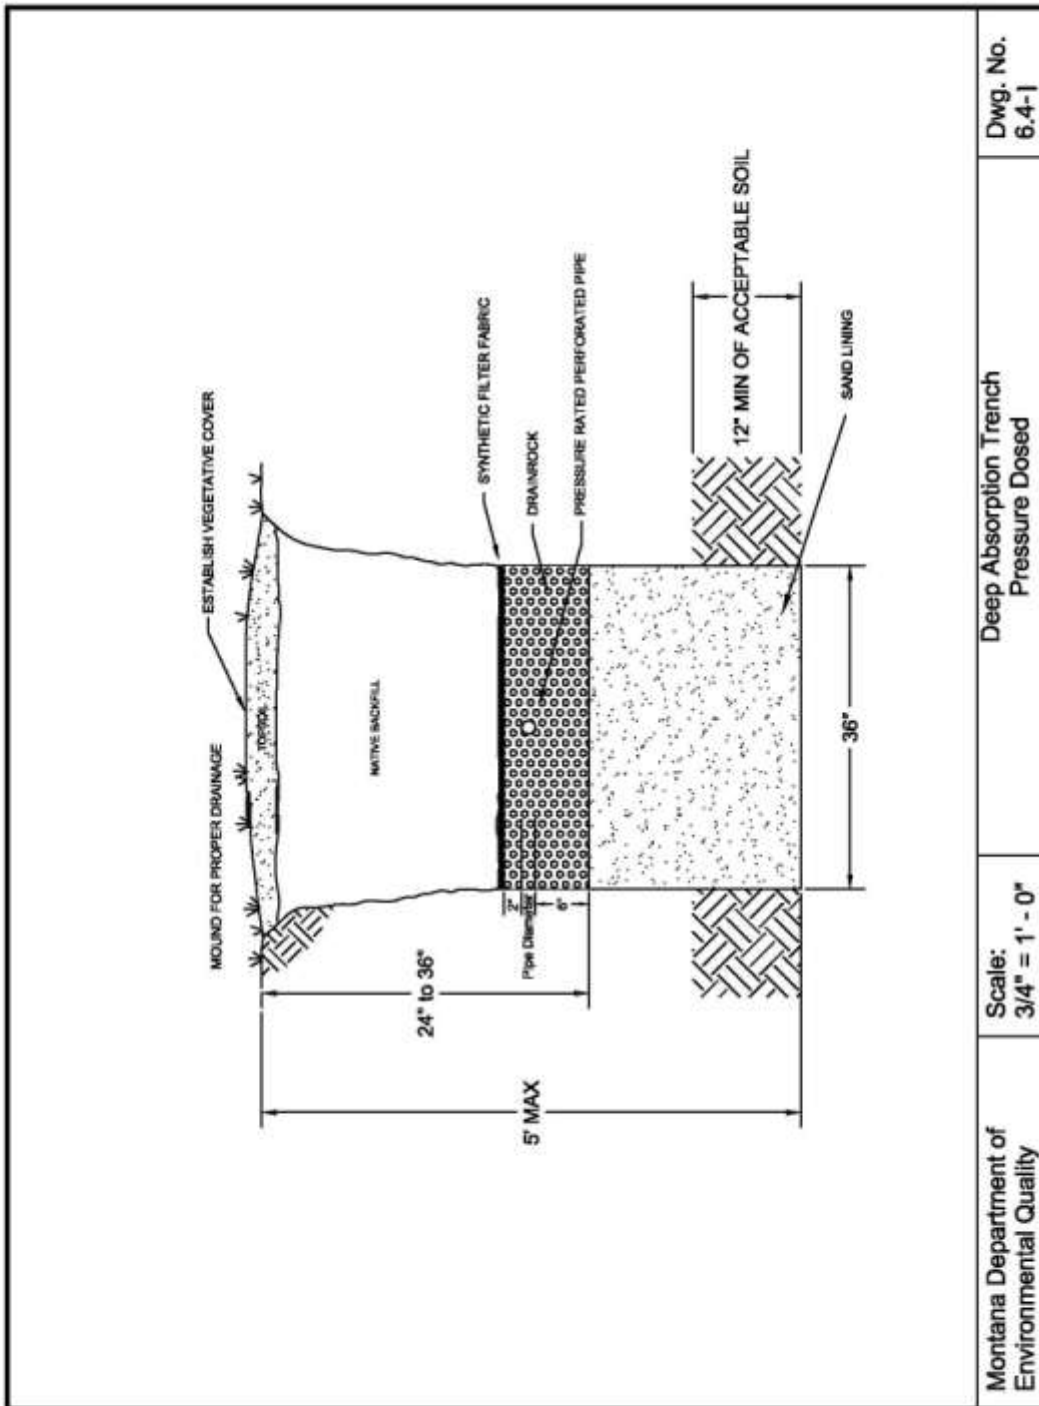 MOUND FOR PROPER DRAINAGE
ESTABLISH VEGETATIVE COVER
TOPSOIL
NATIVE BACKFILL
SYNTHETIC FILTER FABRIC
DRAINROCK
PRESSURE RATED PERFORATED PIPE
2"
Pipe Diameter
6"
24" to 36"
5' MAX
12" MIN OF ACCEPTABLE SOIL
SAND LINING
36"
Montana Department of
Environmental Quality
Scale:
3/4" = 1' - 0"
Deep Absorption Trench
Pressure Dosed
Dwg. No.
6.4-1